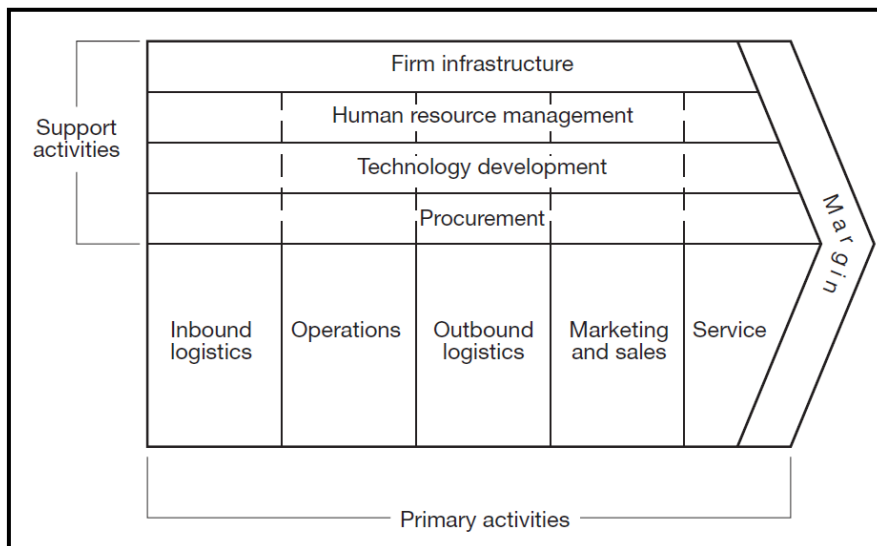 Firm infrastructure
Human resource management
Support
activities
Technology development
Procurement
Margin
Inbound
logistics
Operations
Outbound
logistics
Marketing
and sales
Service
Primary activities